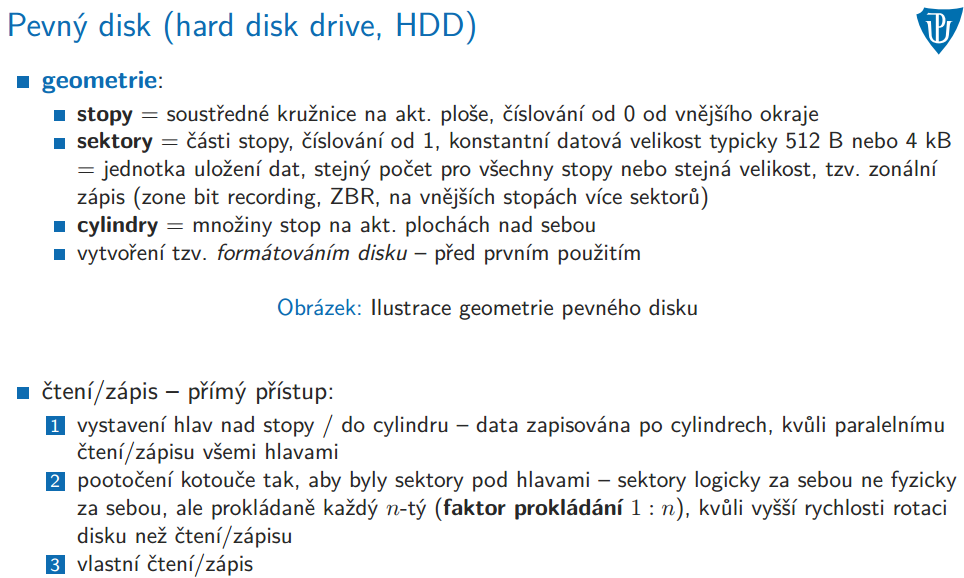 Pevný disk (hard disk drive, HDD)
geometrie:
stopy = soustředné kružnice na akt. ploše, číslování od 0 od vnějšího okraje
sektory = části stopy, číslování od 1, konstantní datová velikost typicky 512 B nebo 4 kB
= jednotka uložení dat, stejný počet pro všechny stopy nebo stejná velikost, tzv. zonální
zápis (zone bit recording, ZBR, na vnějších stopách více sektorů)
cylindry = množiny stop na akt. plochách nad sebou
vytvoření tzv. formátováním disku – před prvním použitím
Obrázek: Ilustrace geometrie pevného disku
čtení/zápis – přímý přístup:
1 vystavení hlav nad stopy / do cylindru – data zapisována po cylindrech, kvůli paralelnímu
čtení/zápisu všemi hlavami
2 pootočení kotouče tak, aby byly sektory pod hlavami – sektory logicky za sebou ne fyzicky
za sebou, ale prokládaně každý n-tý (faktor prokládání 1 : n), kvůli vyšší rychlosti rotaci
disku než čtení/zápisu
3 vlastní čtení/zápis